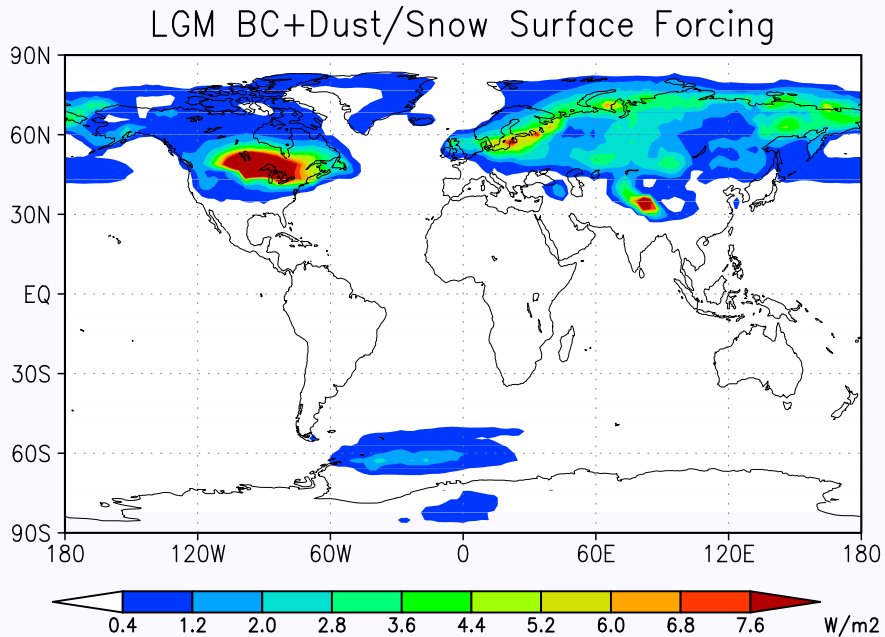 LGM BC+Dust/Snow Surface Forcing
90N
60N
30N
EQ
30S
60S
90S
180 120W 60W 0 60E 120E 180
0.4 1.2 2.0 2.8 3.6 4.4 5.2 6.0 6.8 7.6 W/m2